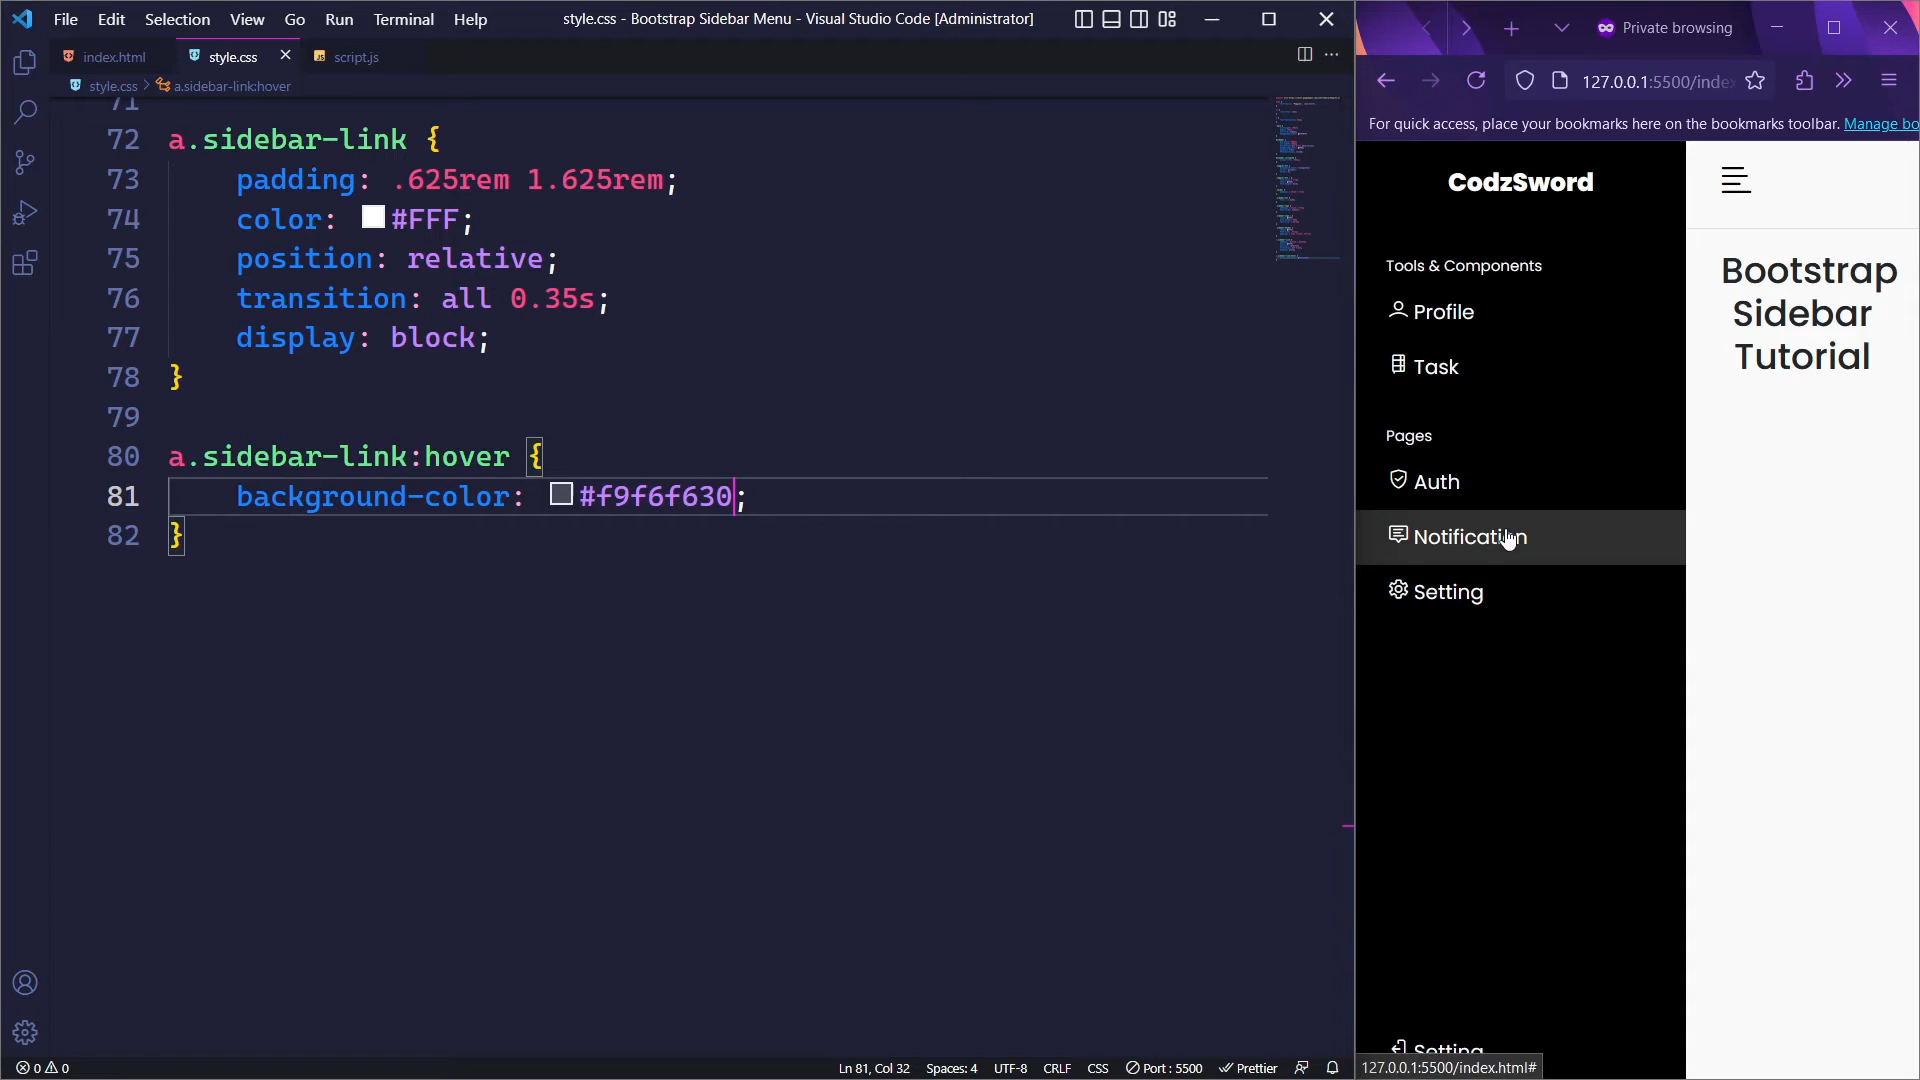 File Edit Selection View Go Run Terminal Help
style.css - Bootstrap Sidebar Menu - Visual Studio Code [Administrator]
index.html
style.css
script.js
style.css > a.sidebar-link:hover
71
72 a.sidebar-link {
73 padding: .625rem 1.625rem;
74 color: #FFF;
75 position: relative;
76 transition: all 0.35s;
77 display: block;
78 }
79
80 a.sidebar-link:hover {
81 background-color: #f9f6f630;
82 }
0 0
Ln 81, Col 32 Spaces: 4 UTF-8 CRLF CSS Port : 5500 Prettier
Private browsing
127.0.0.1:5500/inde
For quick access, place your bookmarks here on the bookmarks toolbar. Manage bo
CodzSword
Tools & Components
Profile
Task
Pages
Auth
Notification
Setting
Setting
127.0.0.1:5500/index.html#
Bootstrap
Sidebar
Tutorial